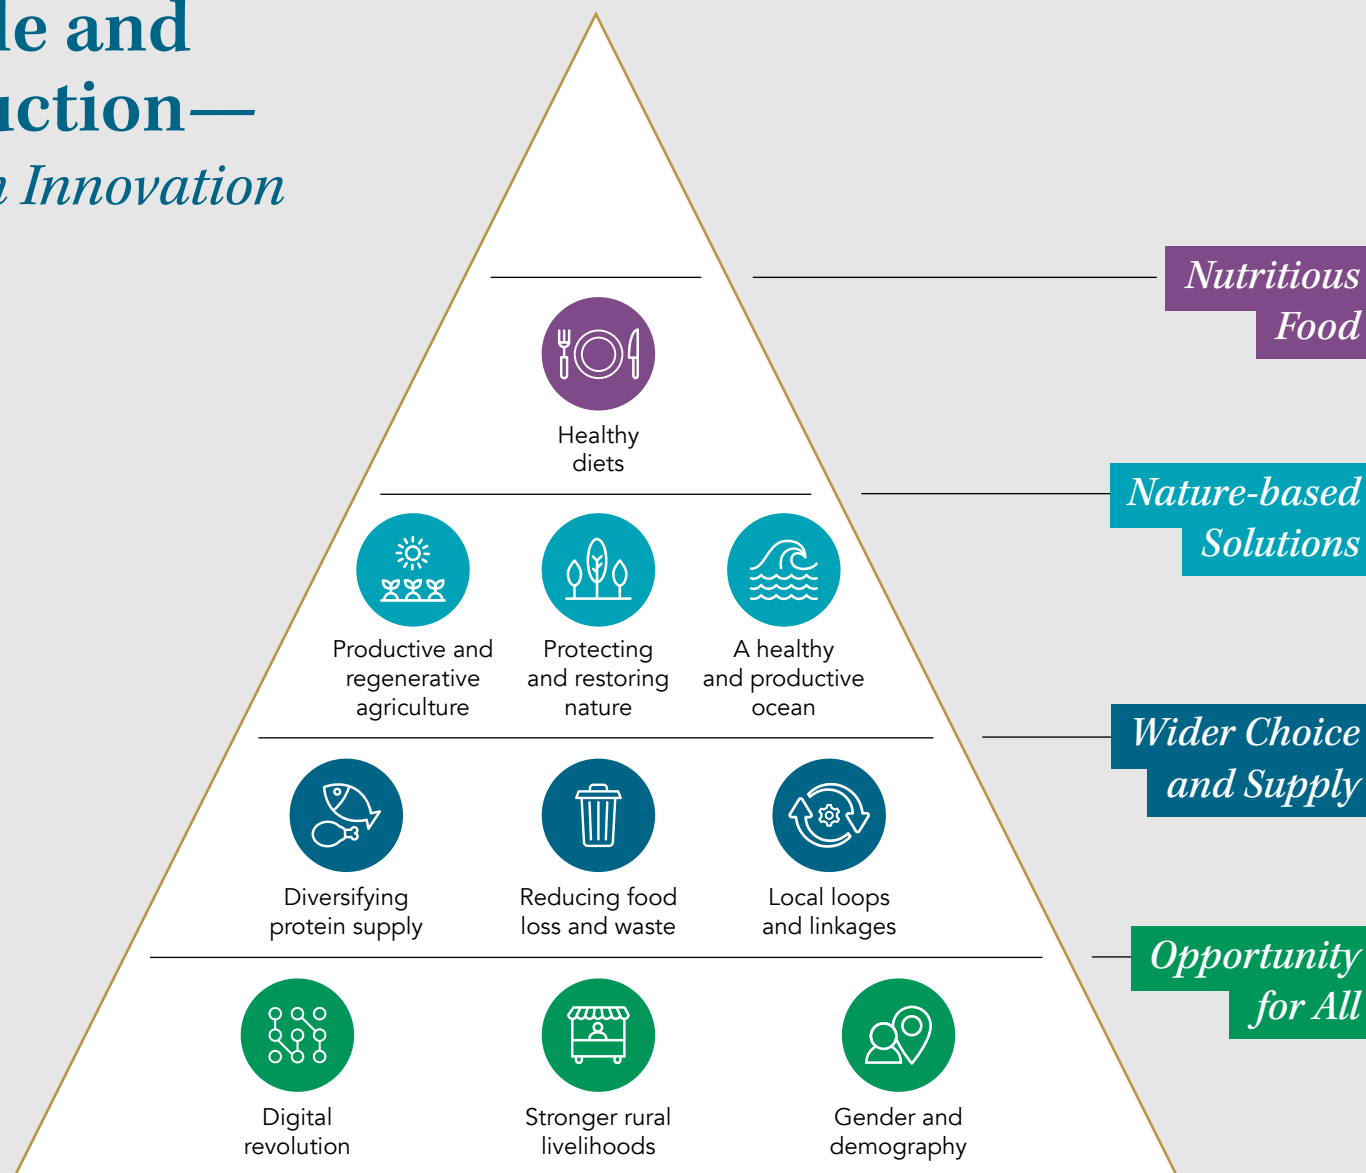 and
Innovation
Nutritious
Food
Healthy
diets
Nature-based
Solutions
Productive and
regenerative
agriculture
Protecting
and restoring
nature
A healthy
and productive
ocean
Wider Choice
and Supply
Diversifying
protein supply
Reducing food
loss and waste
Local loops
and linkages
Opportunity
for All
Digital
revolution
Stronger rural
livelihoods
Gender and
demography